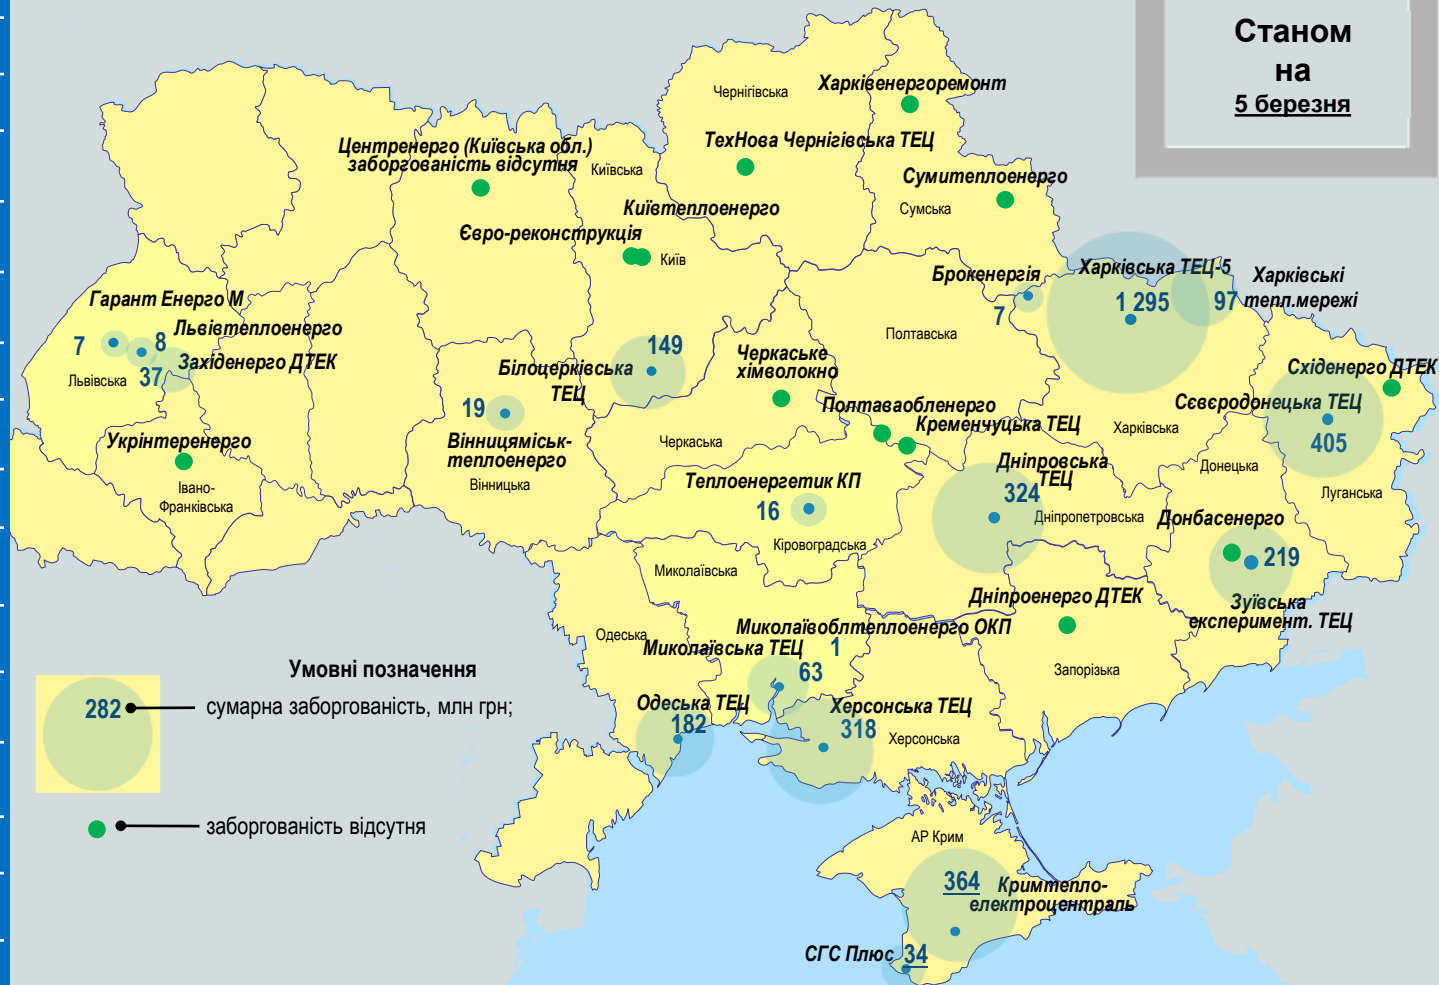 Станом
на
5 березня
Чернігівська
Харківенергоремонт
ТехНова Чернігівська ТЕЦ
Центренерго (Київська обл.)
заборгованість відсутня
Київська
Сумитеплоенерго
Сумська
Київтеплоенерго
Євро-реконструкція
Київ
Брокенергія
7
Харківська ТЕЦ-5
1 295
97
Харківські
тепл.мережі
Гарант Енерго М
7
8
Львівтеплоенерго
Західенерго ДТЕК
Львівська
37
Полтавська
149
Білоцерківська
ТЕЦ
Черкаське
хімволокно
Східенерго ДТЕК
Сєвєродонецька ТЕЦ
405
19
Вінницяміськ-
теплоенерго
Вінницька
Полтаваобленерго
Кременчуцька ТЕЦ
Харківська
Черкаська
Укрінтеренерго
Івано-
Франківська
Донецька
Луганська
Теплоенергетик КП
16
Кіровоградська
Дніпровська
ТЕЦ
324
Дніпропетровська
Донбасенерго
219
Зуївська
експеримент. ТЕЦ
Миколаївська
Дніпроенерго ДТЕК
Одеська
Миколаївоблтеплоенерго ОКП
1
Миколаївська ТЕЦ
63
Запорізька
Одеська ТЕЦ
182
Херсонська ТЕЦ
318
Херсонська
Умовні позначення
282
сумарна заборгованість, млн грн;
заборгованість відсутня
АР Крим
364
Кримтепло-
електроцентраль
СГС Плюс
34